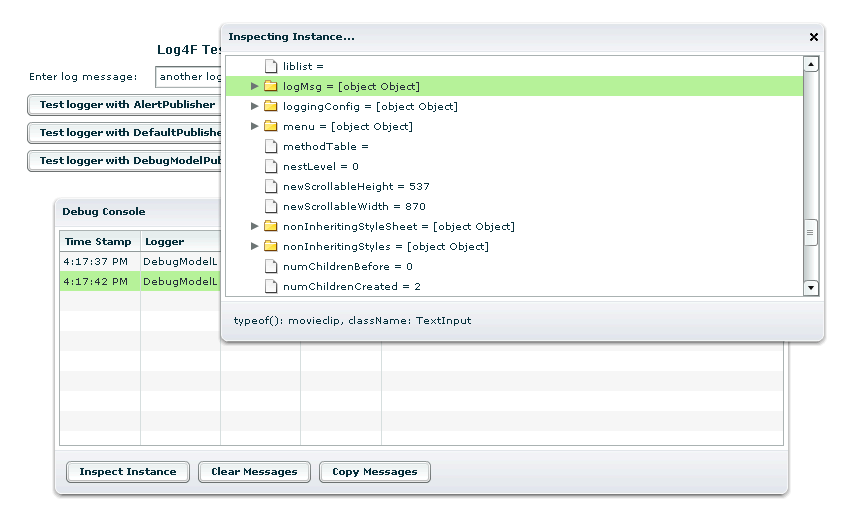 Inspecting Instance...
liblist =
logMsg = [object Object]
loggingConfig = [object Object]
menu = [object Object]
methodTable =
nestLevel = 0
newScrollableHeight = 537
newScrollableWidth = 870
nonInheritingStyleSheet = [object Object]
nonInheritingStyles = [object Object]
numChildrenBefore = 0
numChildrenCreated = 2
typeof(): movieclip, className: TextInput
Log4F Tes
Enter log message: another log
Test logger with AlertPublisher
Test logger with DefaultPublishe
Test logger with DebugModelPub
Debug Console
Time Stamp Logger
4:17:37 PM DebugModelL
4:17:42 PM DebugModelL
Inspect Instance Clear Messages Copy Messages